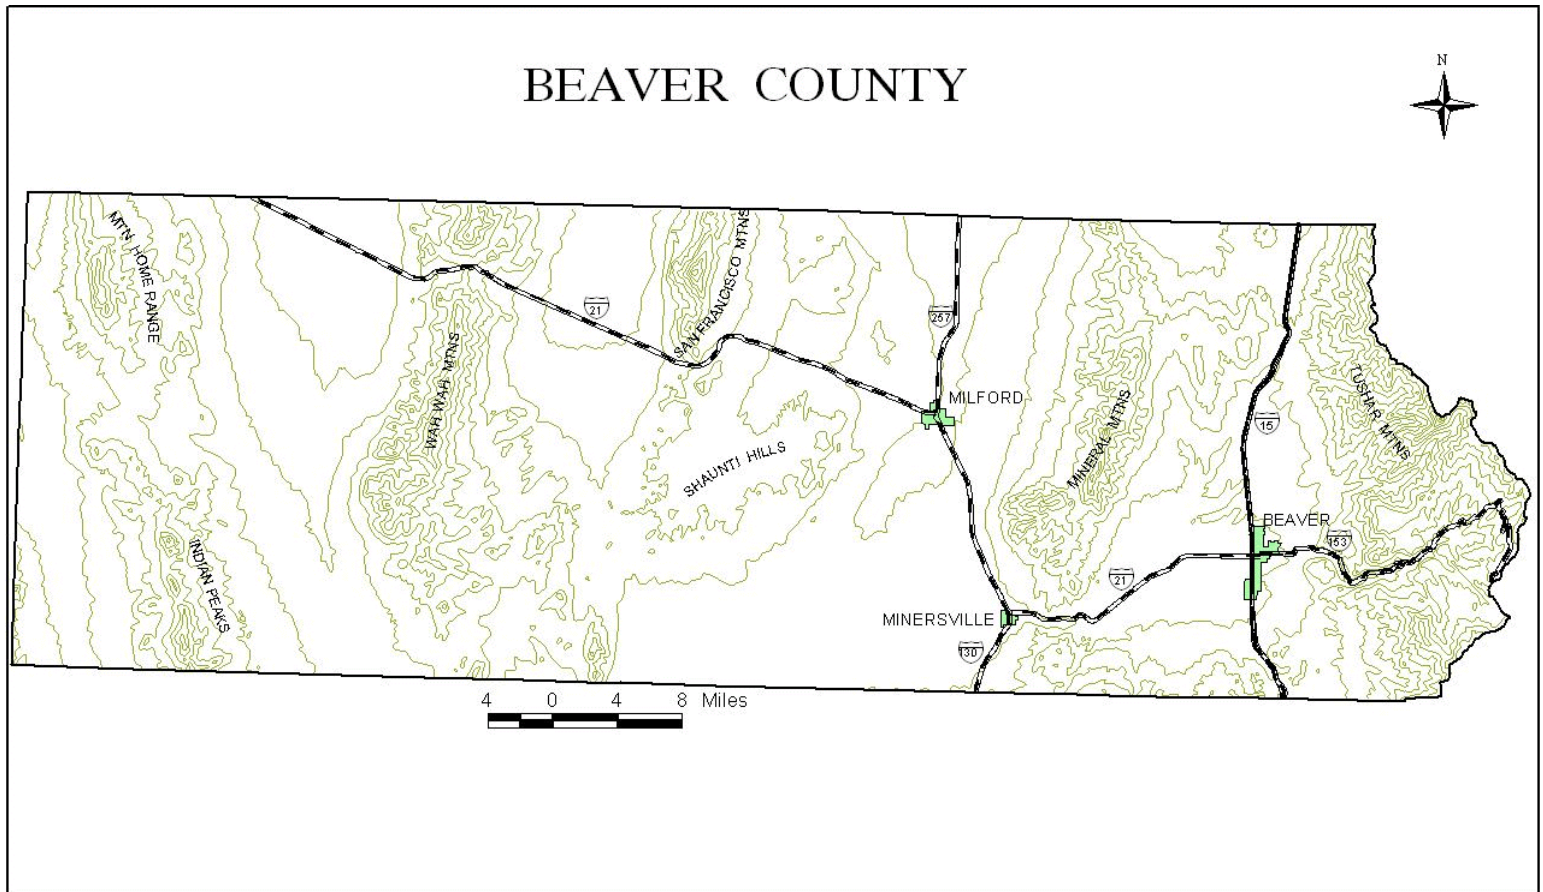 BEAVER COUNTY
N
MTN HOME RANGE
SAN FRANCISCO MTNS
21
257
WAH WAH MTNS
MILFORD
TUSHAR MTNS
MINERAL MTNS
15
SHAUNTI HILLS
BEAVER
153
INDIAN PEAKS
21
MINERSVILLE
130
4 0 4 8 Miles